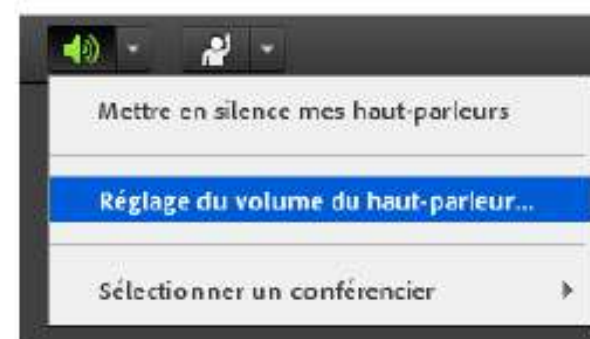 Mettre en silence mes haut-parleurs
Réglage du volume du haut-parleur...
Sélectionner un conférencier